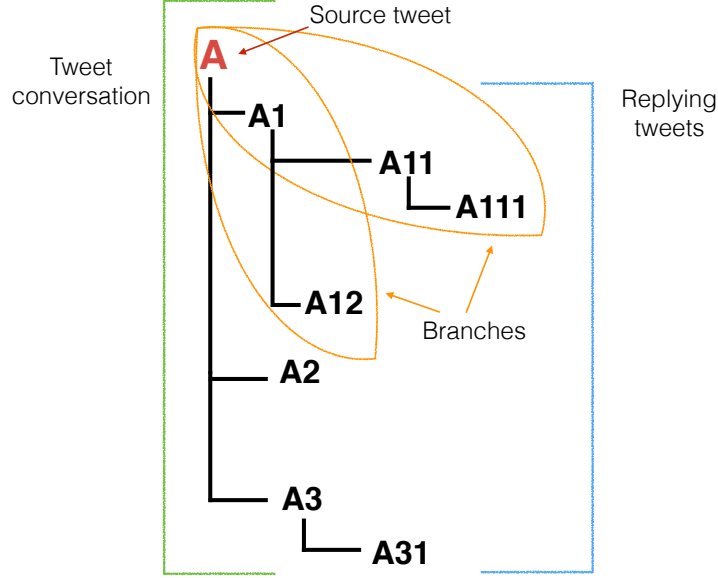 Source tweet
Tweet
conversation
A
Replying
tweets
A1
A11
A111
A12
Branches
A2
A3
A31